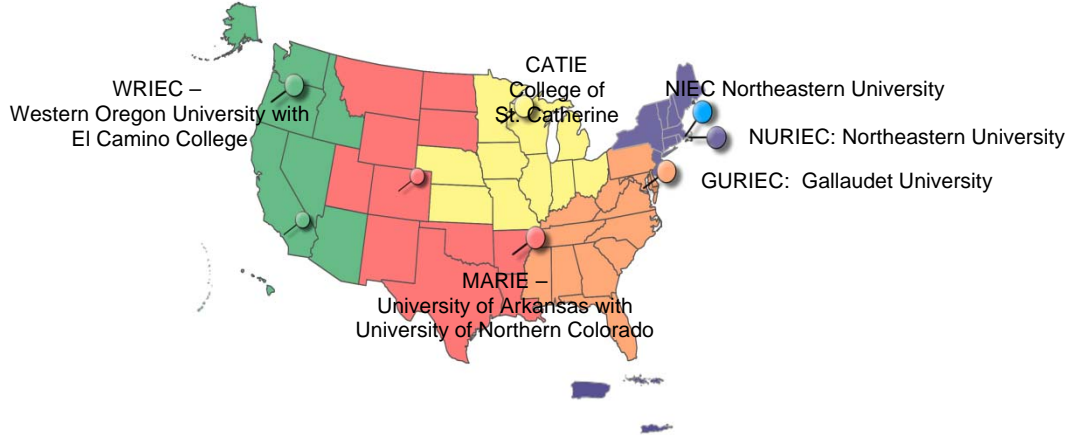 WRIEC –
Western Oregon University with
El Camino College
CATIE
College of
St. Catherine
NIEC Northeastern University
NURIEC: Northeastern University
GURIEC:  Gallaudet University
MARIE –
University of Arkansas with
University of Northern Colorado